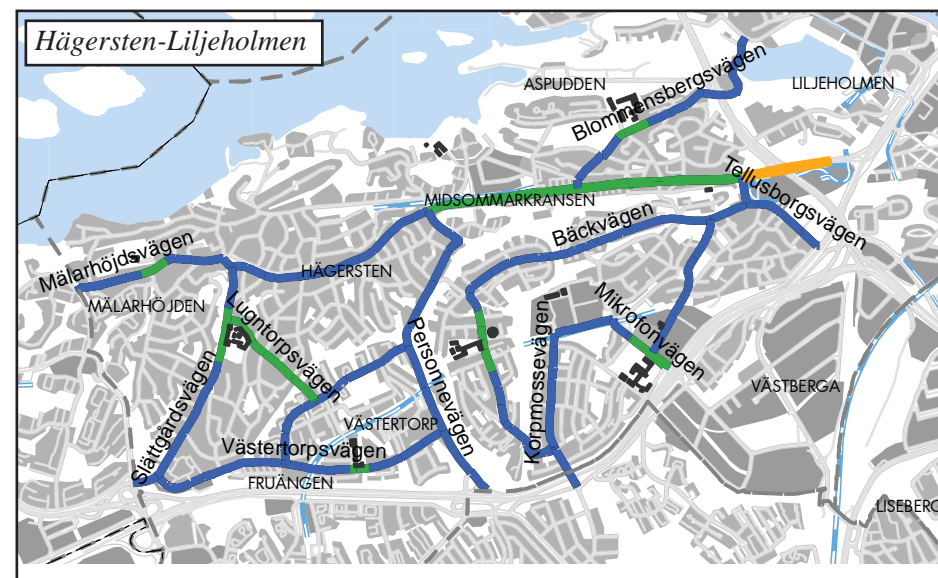 Hägersten-Liljeholmen
ASPUDDEN
LILJEHOLMEN
Blommensbergsvägen
Tellusborgsvägen
MIDSOMMARKRANSEN
Bäckvägen
Mälarhöjdsvägen
HÄGERSTEN
MÄLARHÖJDEN
Lugntorpsvägen
Mikrofonvägen
Personnevägen
Korpmossevägen
Slättgårdsvägen
VÄSTBERGA
VÄSTERTORP
Västertorpsvägen
FRUÄNGEN
LISEBERG